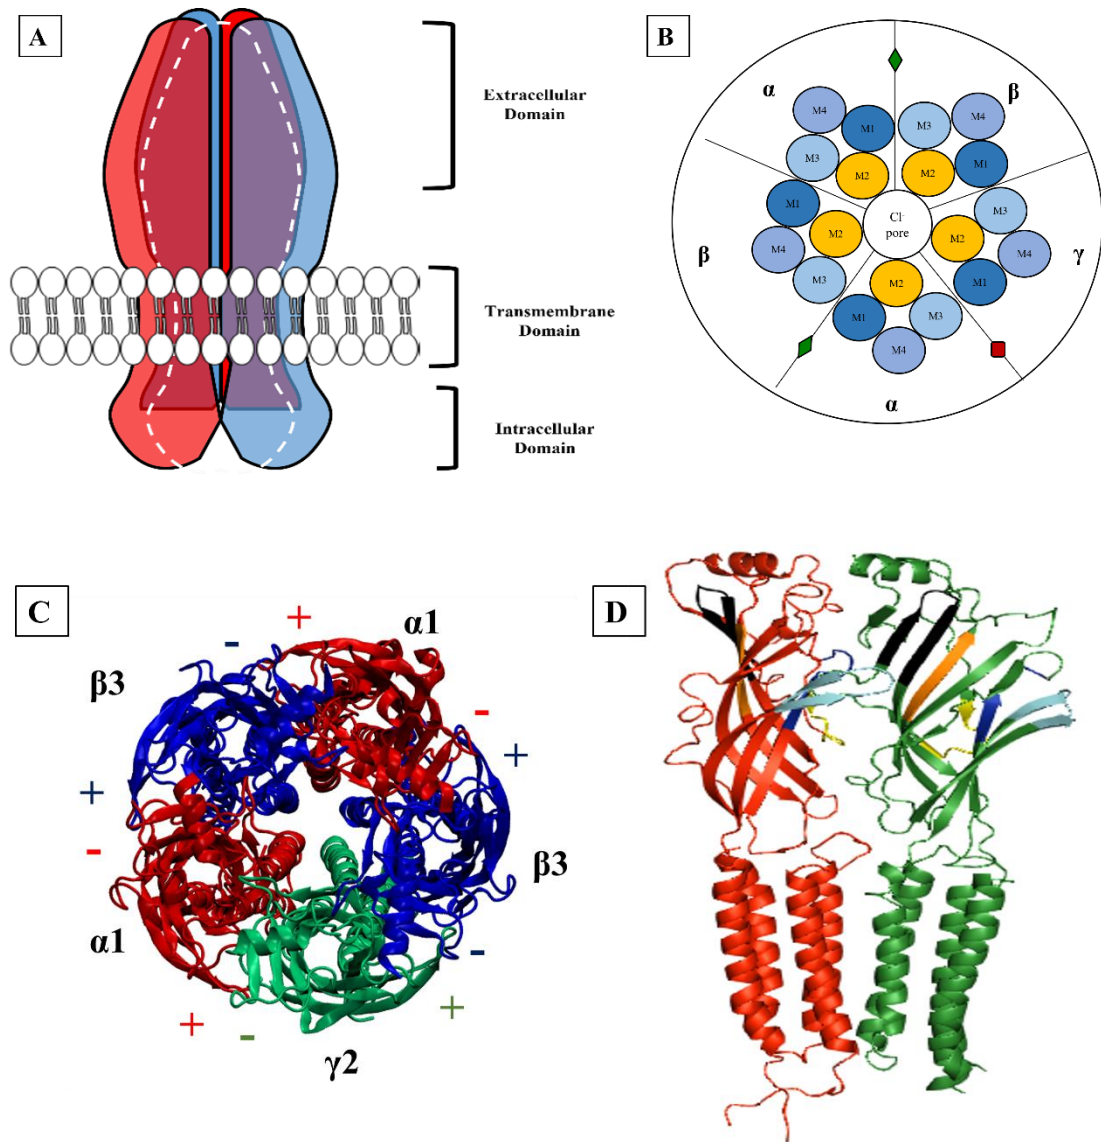 A
Extracellular
Domain
Transmembrane
Domain
Intracellular
Domain
B
α
β
M4
M4
M1
M3
M3
M1
M2
M2
M1
M3
Cl-
pore
M2
M2
M4
M4
β
γ
M3
M2
M1
M1
M3
M4
α
C
+
α1
-
β3
-
+
+
-
β3
α1
-
+
-
+
γ2
D